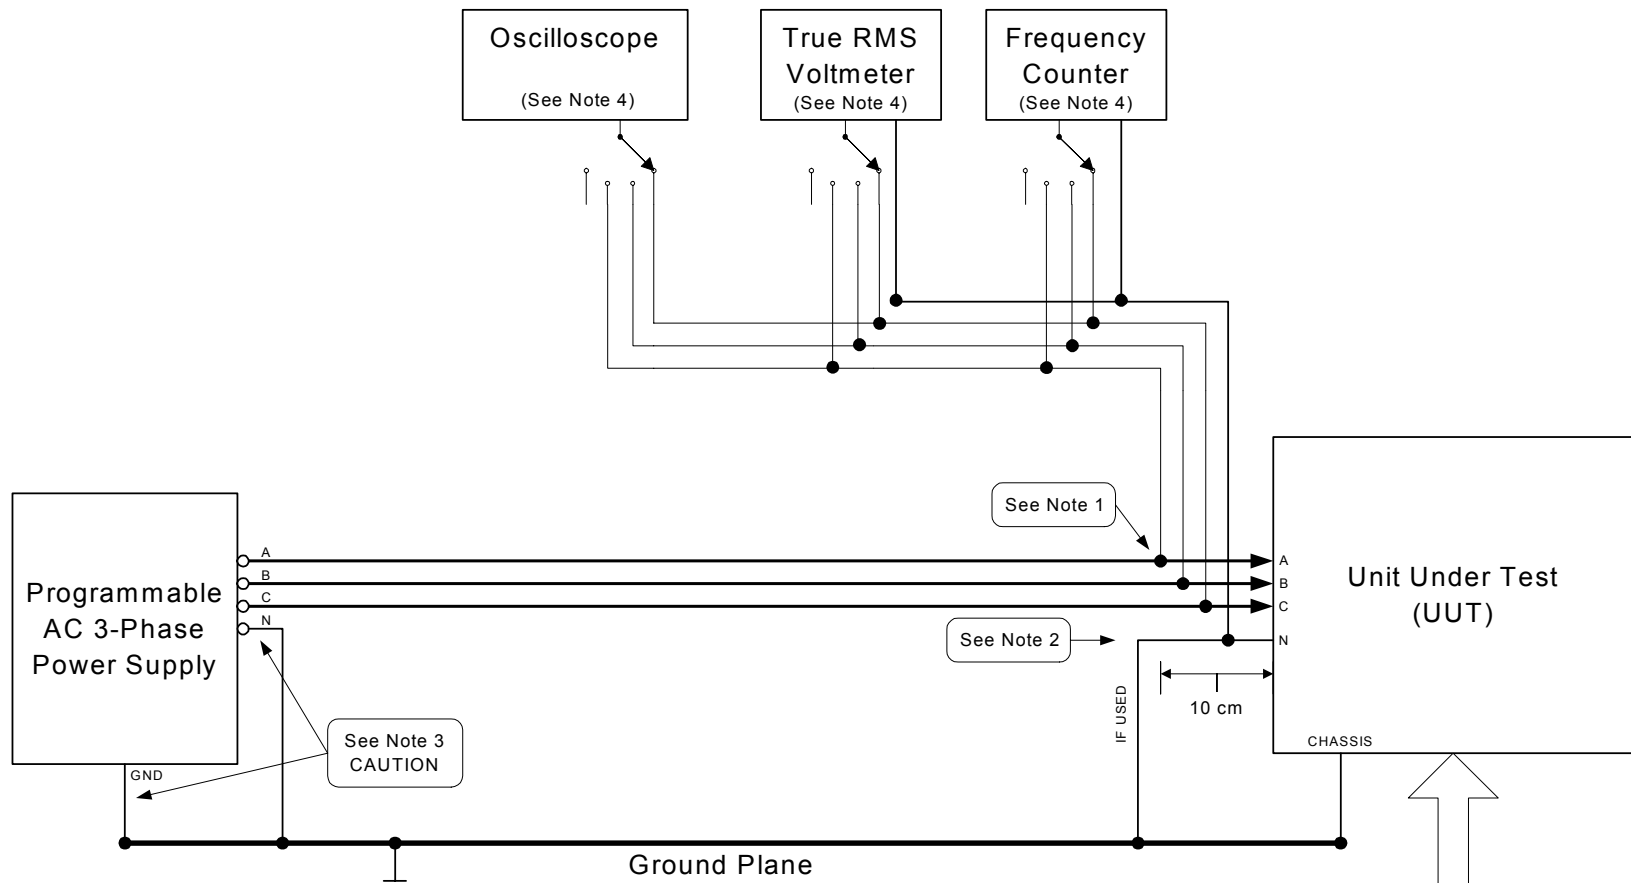 Oscilloscope
(See Note 4)
True RMS
Voltmeter
(See Note 4)
Frequency
Counter
(See Note 4)
See Note 1
Programmable
AC 3-Phase
Power Supply
A
B
C
N
GND
See Note 3
CAUTION
See Note 2
IF USED
10 cm
A
B
C
N
Unit Under Test
(UUT)
CHASSIS
Ground Plane